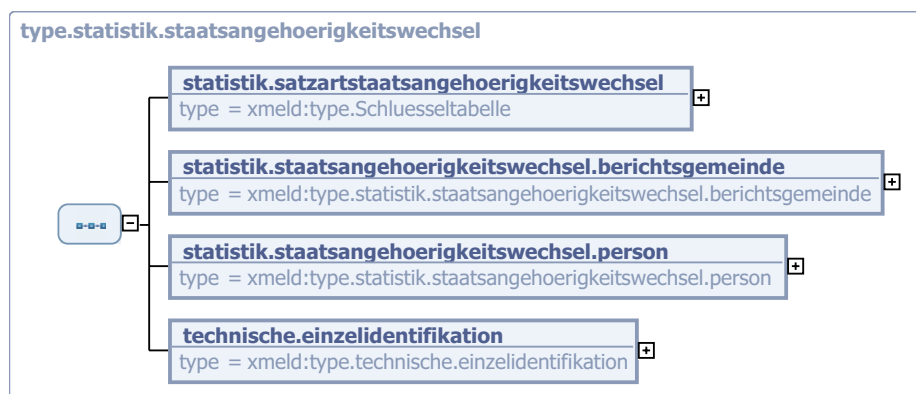 type.statistik.staatsangehoerigkeitswechsel
statistik.satzartstaatsangehoerigkeitswechsel
type = xmeld:type.Schluesseltabelle
statistik.staatsangehoerigkeitswechsel.berichtsgemeinde
type = xmeld:type.statistik.staatsangehoerigkeitswechsel.berichtsgemeinde
statistik.staatsangehoerigkeitswechsel.person
type = xmeld:type.statistik.staatsangehoerigkeitswechsel.person
technische.einzelidentifikation
type = xmeld:type.technische.einzelidentifikation